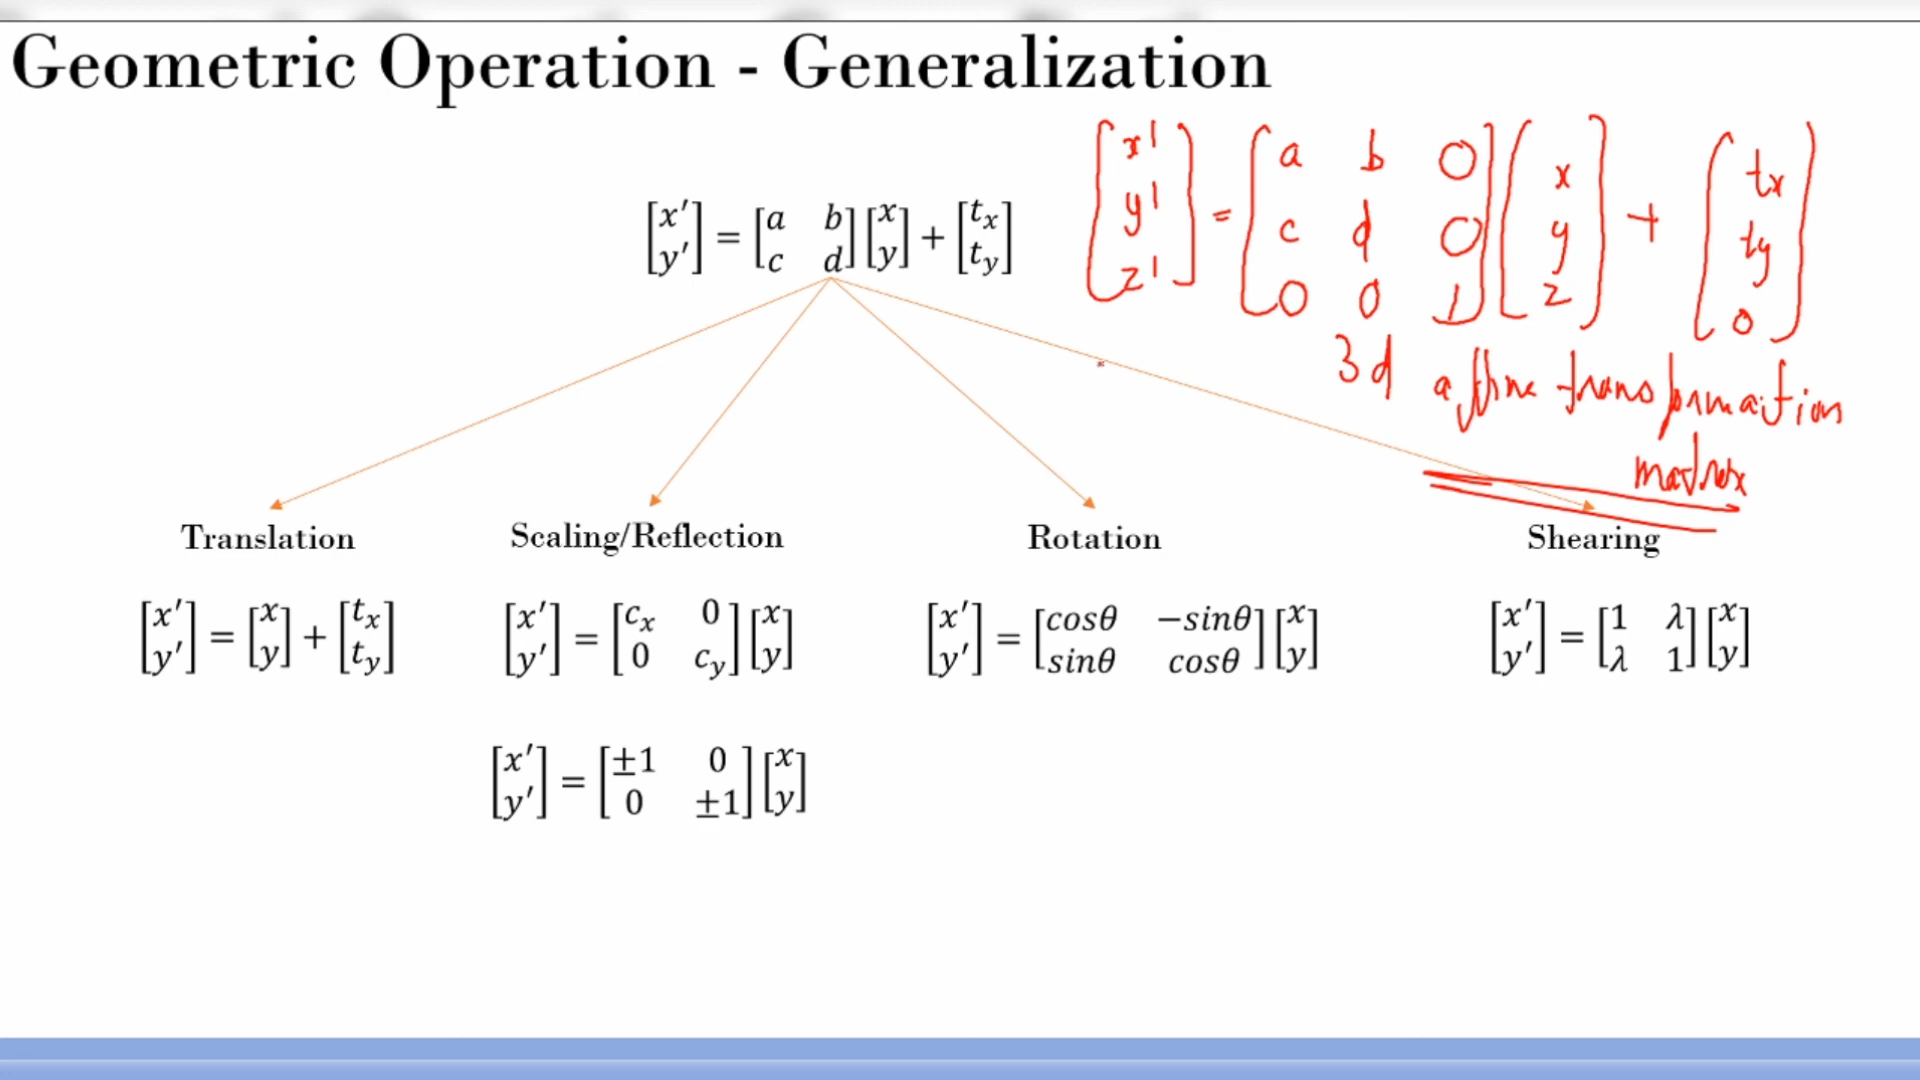 Geometric Operation - Generalization
[x' y'] = [a b c d] [x y] + [tx ty]
[x' y' z'] = [a b 0 c d 0 0 0 1] [x y z] + [tx ty 0]
3d affine transformation
matrix
Translation
Scaling/Reflection
Rotation
Shearing
[x' y'] = [x y] + [tx ty]
[x' y'] = [cx 0 0 cy] [x y]
[x' y'] = [cosθ −sinθ sinθ cosθ] [x y]
[x' y'] = [1 λ λ 1] [x y]
[x' y'] = [±1 0 0 ±1] [x y]